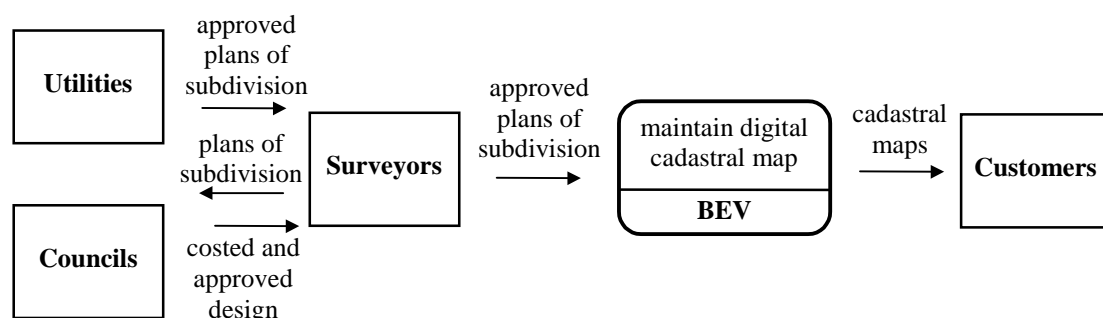 approved
plans of
subdivision
Utilities
plans of
subdivision
Surveyors
Councils
costed and
approved
design
approved
plans of
subdivision
maintain digital
cadastral map
BEV
cadastral
maps
Customers